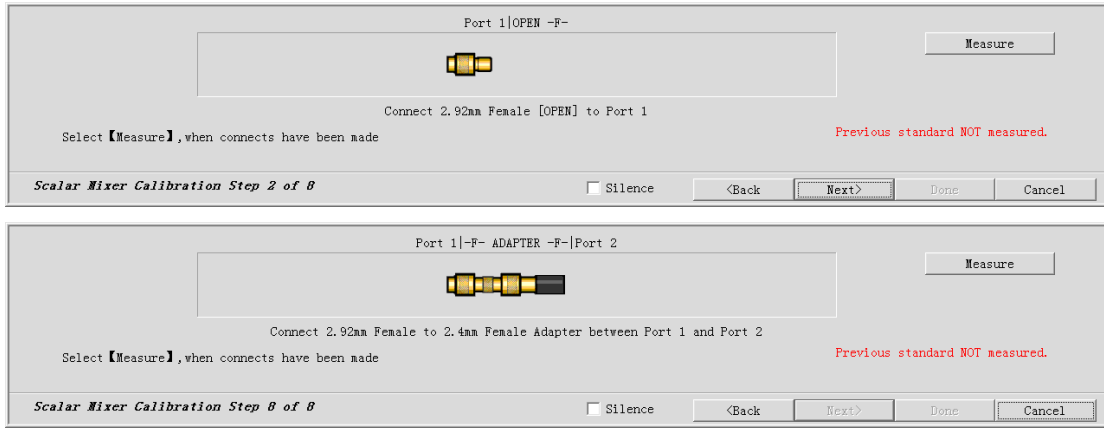 Port 1|OPEN -F-
Measure
Connect 2.92mm Female [OPEN] to Port 1
Select【Measure】,when connects have been made
Previous standard NOT measured.
Scalar Mixer Calibration Step 2 of 8
Silence
<Back
Next>
Done
Cancel
Port 1|-F- ADAPTER -F-|Port 2
Measure
Connect 2.92mm Female to 2.4mm Female Adapter between Port 1 and Port 2
Select【Measure】,when connects have been made
Previous standard NOT measured.
Scalar Mixer Calibration Step 8 of 8
Silence
<Back
Next>
Done
Cancel